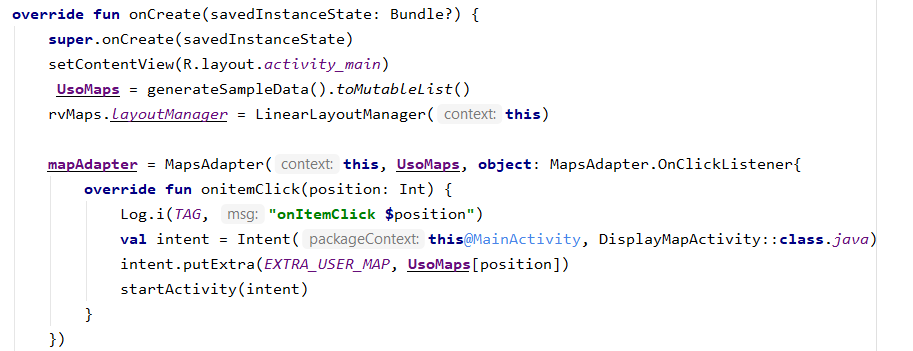 override fun onCreate(savedInstanceState: Bundle?) {
super.onCreate(savedInstanceState)
setContentView(R.layout.activity_main)
UsoMaps = generateSampleData().toMutableList()
rvMaps.layoutManager = LinearLayoutManager( context: this)
mapAdapter = MapsAdapter( context: this, UsoMaps, object: MapsAdapter.OnClickListener{
override fun onitemClick(position: Int) {
Log.i(TAG, msg: "onItemClick $position")
val intent = Intent( packageContext: this@MainActivity, DisplayMapActivity::class.java)
intent.putExtra(EXTRA_USER_MAP, UsoMaps[position])
startActivity(intent)
}
})